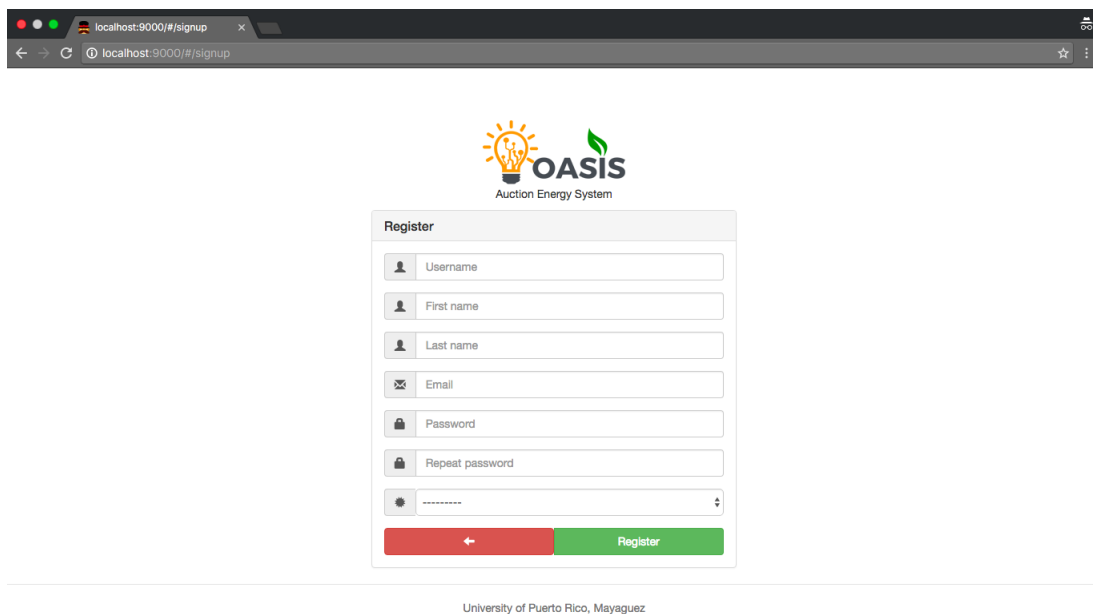 localhost:9000/#/signup
localhost:9000/#/signup
OASIS
Auction Energy System
Register
Username
First name
Last name
Email
Password
Repeat password
---------
Register
University of Puerto Rico, Mayaguez